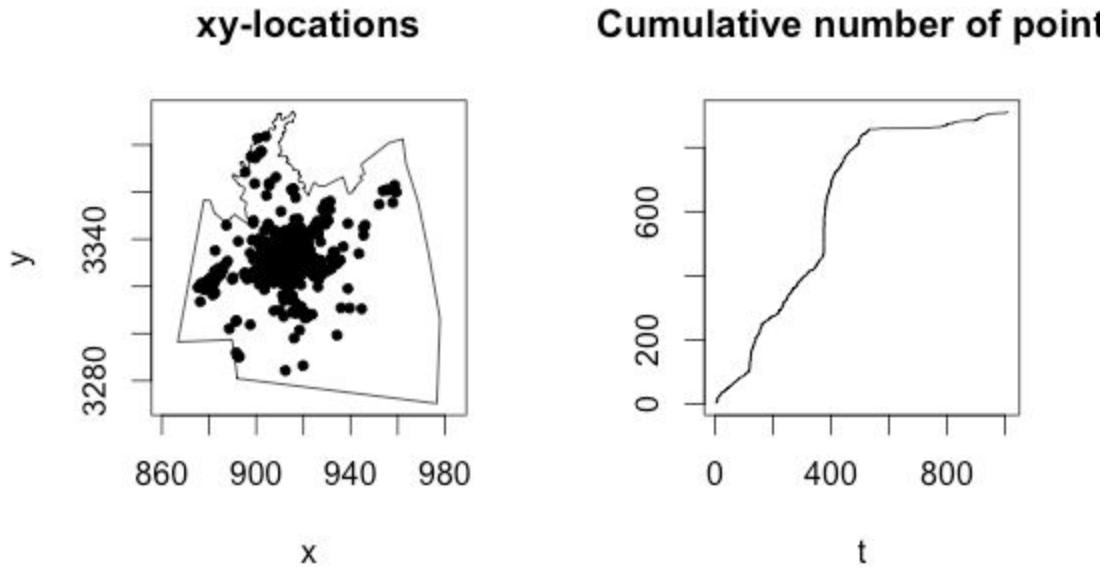 xy-locations
y
3280 3340
860 900 940 980
x
Cumulative number of point
0 200 600
0 400 800
t